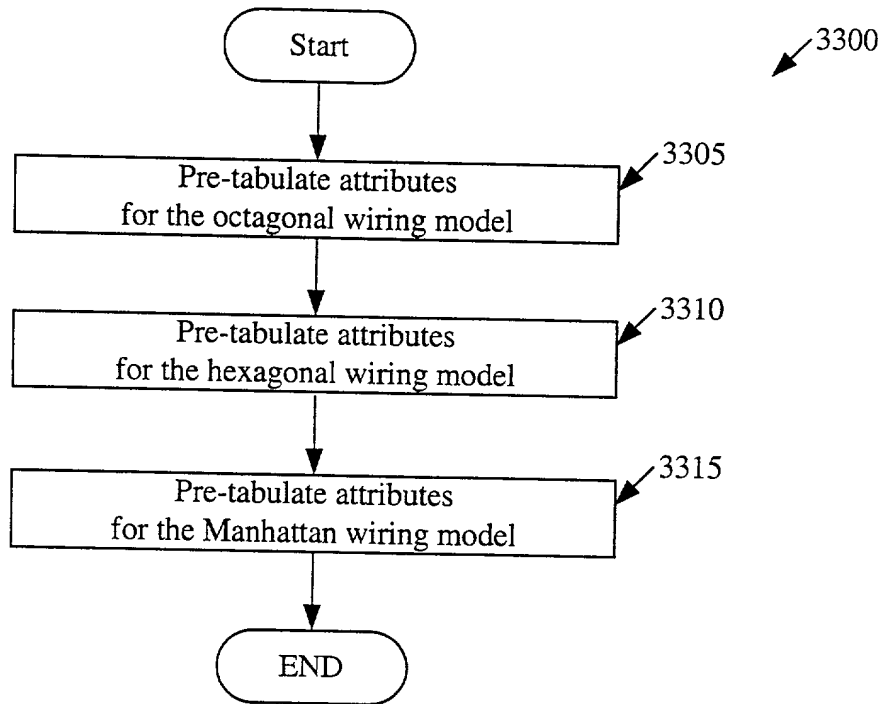 Start
3300
3305
Pre-tabulate attributes
for the octagonal wiring model
3310
Pre-tabulate attributes
for the hexagonal wiring model
3315
Pre-tabulate attributes
for the Manhattan wiring model
END